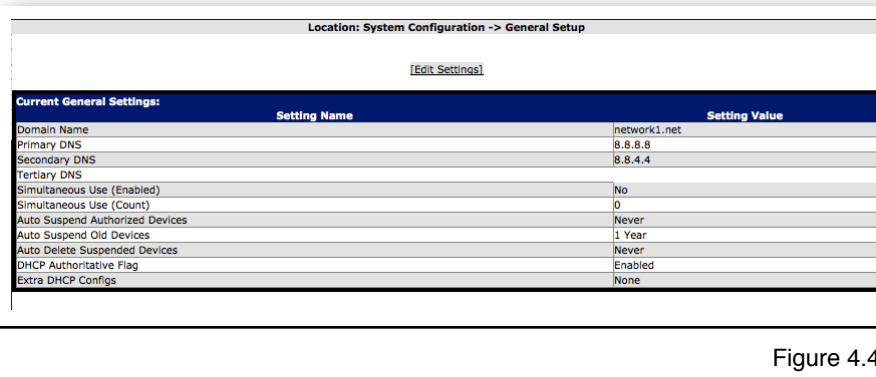 Location: System Configuration -> General Setup
[Edit Settings]
Current General Settings:
Setting Name Setting Value
Domain Name network1.net
Primary DNS 8.8.8.8
Secondary DNS 8.8.4.4
Tertiary DNS
Simultaneous Use (Enabled) No
Simultaneous Use (Count) 0
Auto Suspend Authorized Devices Never
Auto Suspend Old Devices 1 Year
Auto Delete Suspended Devices Never
DHCP Authoritative Flag Enabled
Extra DHCP Configs None
Figure 4.4